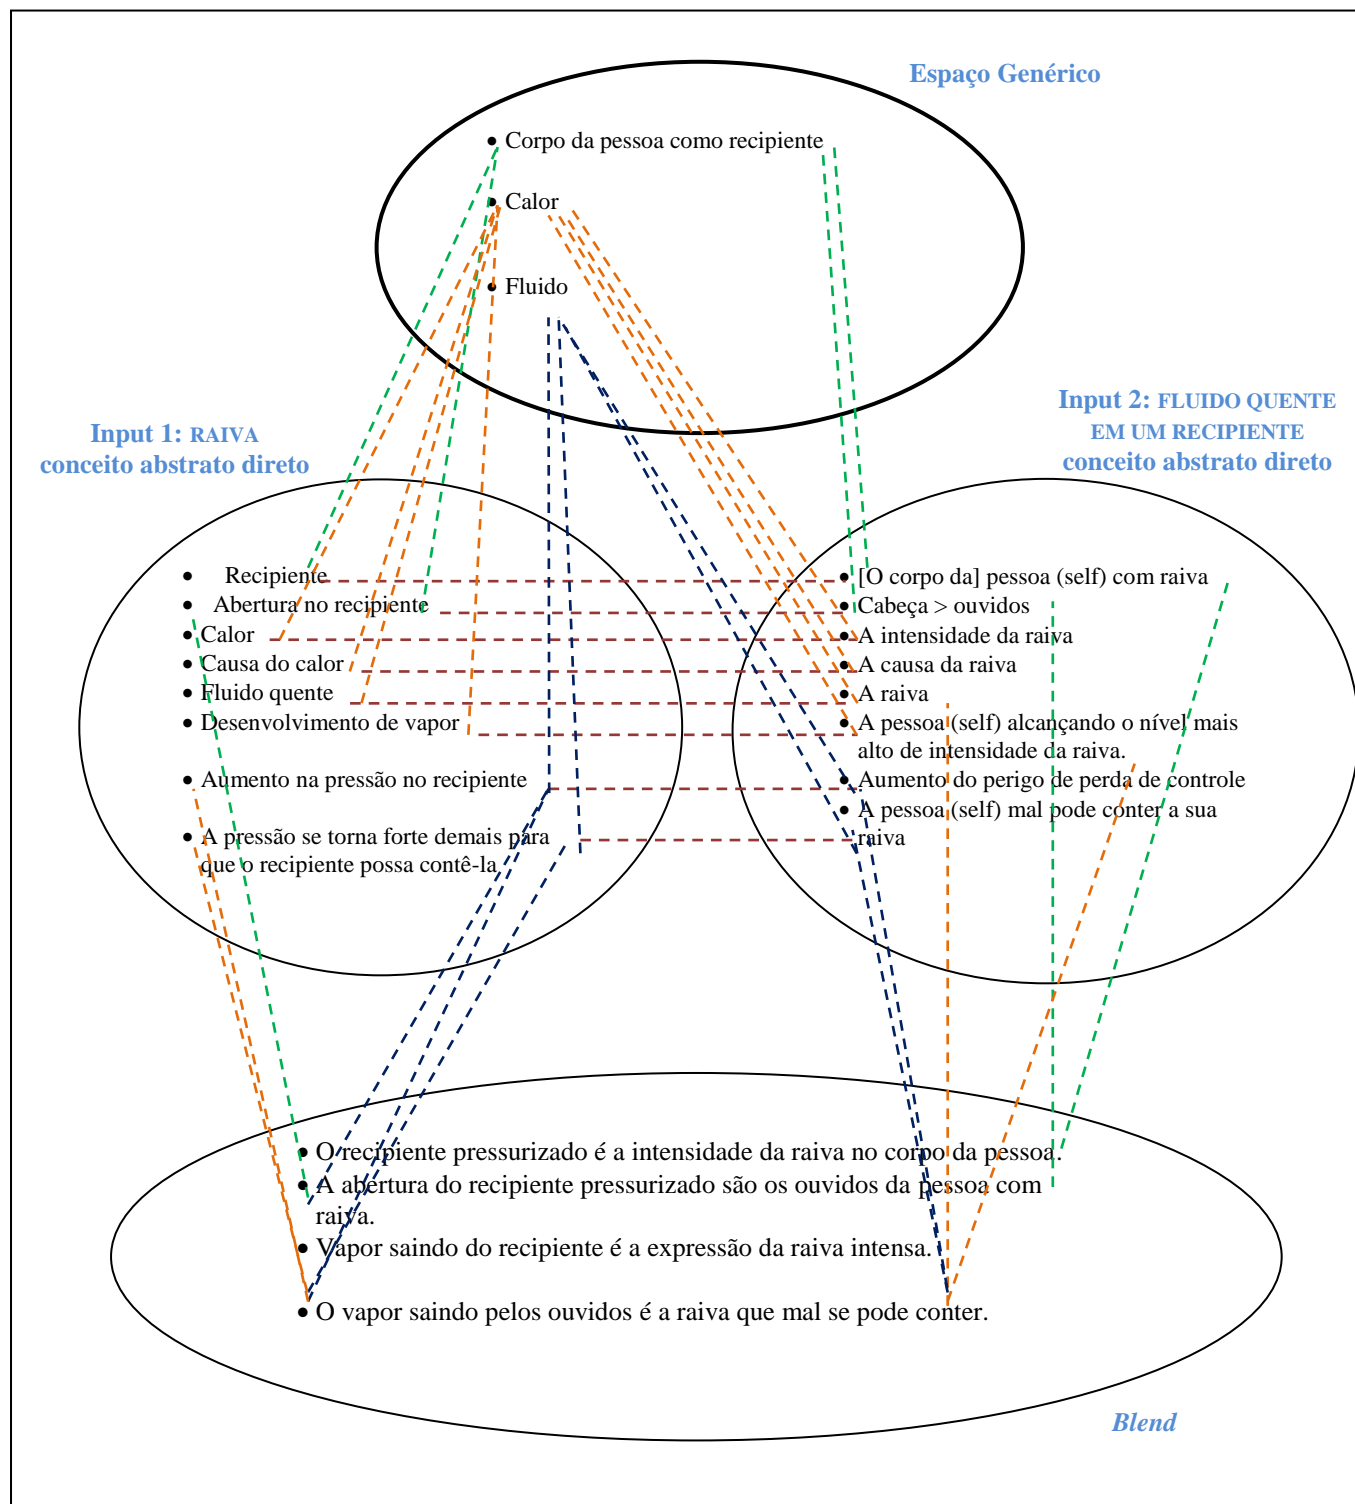 Espaço Genérico
• Corpo da pessoa como recipiente
• Calor
• Fluido
Input 1: RAIVA
conceito abstrato direto
Input 2: FLUIDO QUENTE
EM UM RECIPIENTE
conceito abstrato direto
• Recipiente
• Abertura no recipiente
• Calor
• Causa do calor
• Fluido quente
• Desenvolvimento de vapor
• Aumento na pressão no recipiente
• A pressão se torna forte demais para
que o recipiente possa contê-la
• [O corpo da] pessoa (self) com raiva
• Cabeça > ouvidos
• A intensidade da raiva
• A causa da raiva
• A raiva
• A pessoa (self) alcançando o nível mais
alto de intensidade da raiva.
• Aumento do perigo de perda de controle
• A pessoa (self) mal pode conter a sua
raiva
• O recipiente pressurizado é a intensidade da raiva no corpo da pessoa.
• A abertura do recipiente pressurizado são os ouvidos da pessoa com
raiva.
• Vapor saindo do recipiente é a expressão da raiva intensa.
• O vapor saindo pelos ouvidos é a raiva que mal se pode conter.
Blend